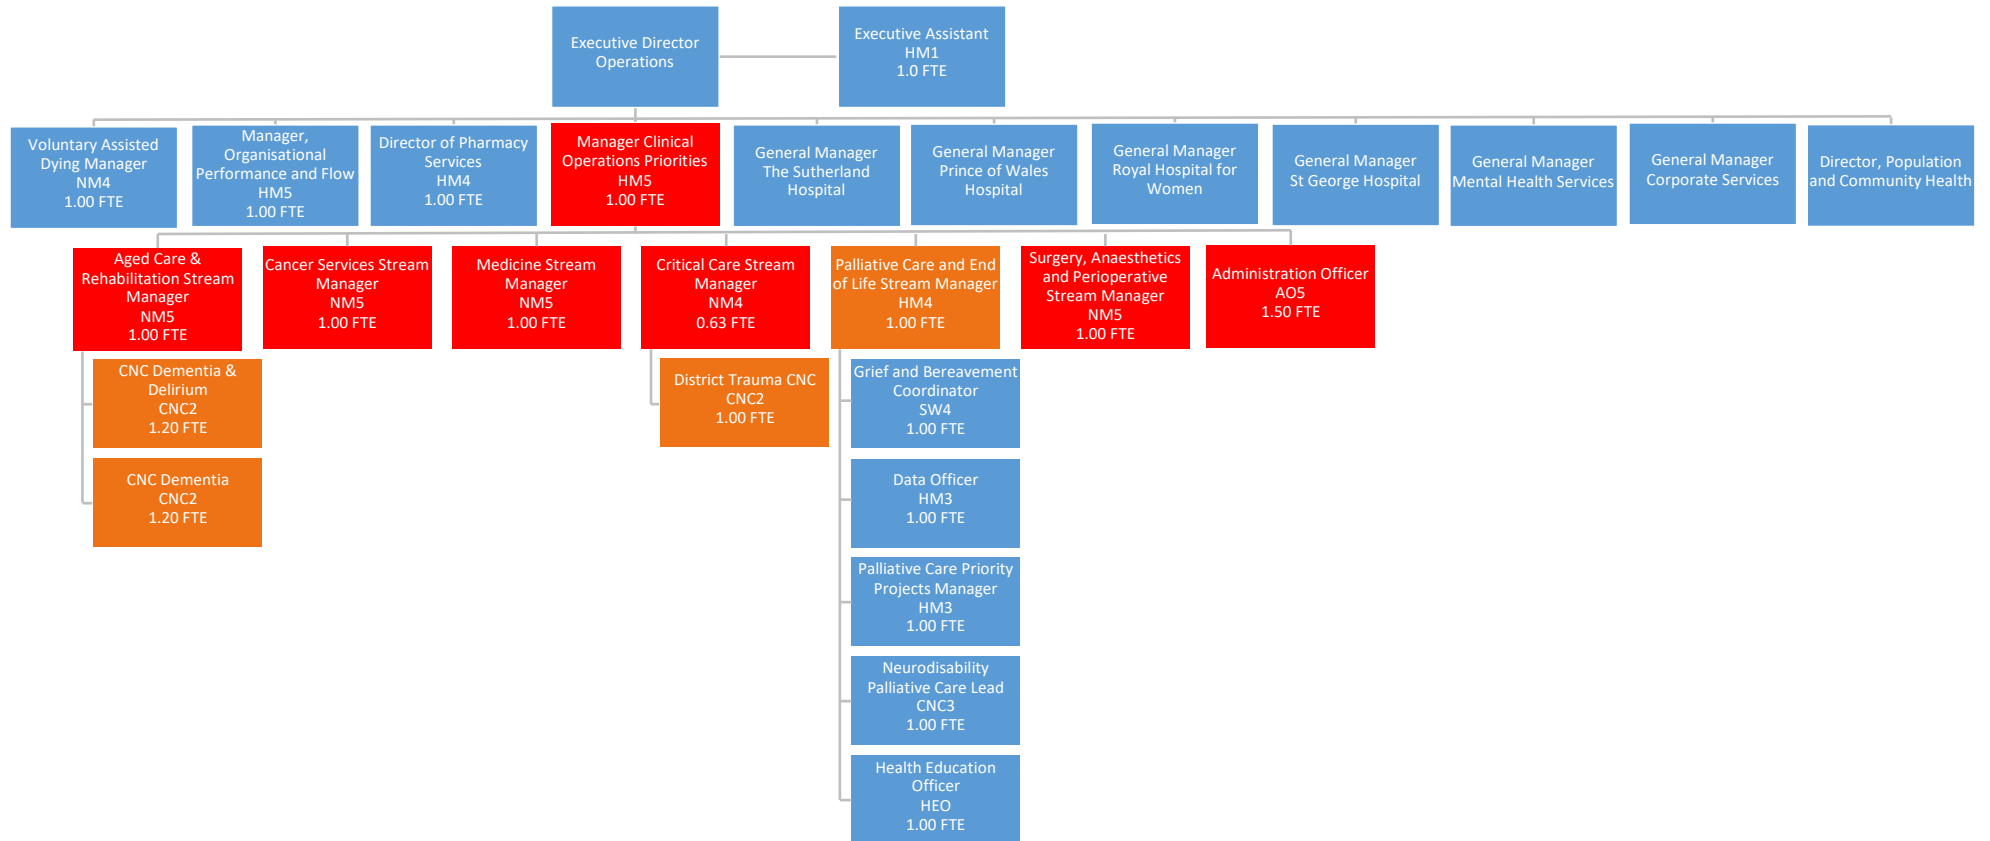 Executive Director
Operations
Executive Assistant
HM1
1.0 FTE
Voluntary Assisted
Dying Manager
NM4
1.00 FTE
Manager,
Organisational
Performance and Flow
HM5
1.00 FTE
Director of Pharmacy
Services
HM4
1.00 FTE
Manager Clinical
Operations Priorities
HM5
1.00 FTE
General Manager
The Sutherland
Hospital
General Manager
Prince of Wales
Hospital
General Manager
Royal Hospital for
Women
General Manager
St George Hospital
General Manager
Mental Health Services
General Manager
Corporate Services
Director, Population
and Community Health
Aged Care &
Rehabilitation Stream
Manager
NM5
1.00 FTE
Cancer Services Stream
Manager
NM5
1.00 FTE
Medicine Stream
Manager
NM5
1.00 FTE
Critical Care Stream
Manager
NM4
0.63 FTE
Palliative Care and End
of Life Stream Manager
HM4
1.00 FTE
Surgery, Anaesthetics
and Perioperative
Stream Manager
NM5
1.00 FTE
Administration Officer
AO5
1.50 FTE
CNC Dementia &
Delirium
CNC2
1.20 FTE
CNC Dementia
CNC2
1.20 FTE
District Trauma CNC
CNC2
1.00 FTE
Grief and Bereavement
Coordinator
SW4
1.00 FTE
Data Officer
HM3
1.00 FTE
Palliative Care Priority
Projects Manager
HM3
1.00 FTE
Neurodisability
Palliative Care Lead
CNC3
1.00 FTE
Health Education
Officer
HEO
1.00 FTE